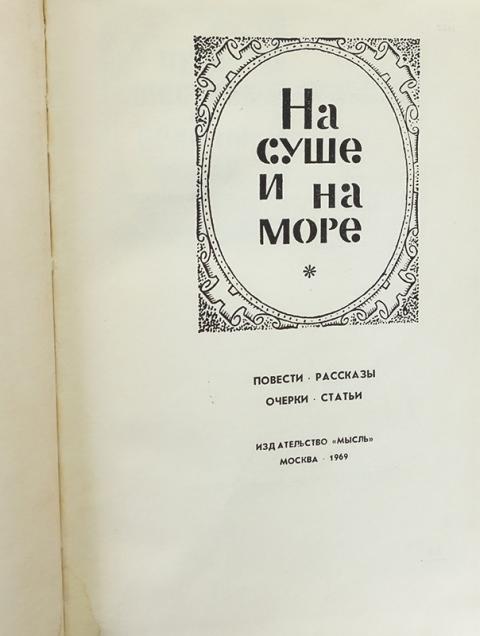 На
суше
и на
море
*
ПОВЕСТИ · РАССКАЗЫ
ОЧЕРКИ · СТАТЬИ
ИЗДАТЕЛЬСТВО «МЫСЛЬ»
МОСКВА · 1969